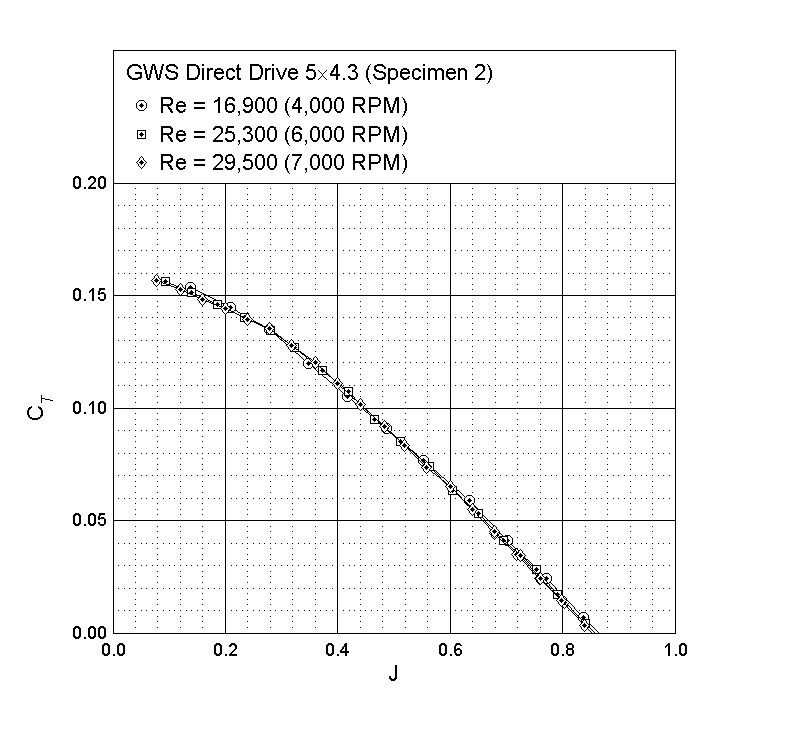 GWS Direct Drive 5×4.3 (Specimen 2)
Re = 16,900 (4,000 RPM)
Re = 25,300 (6,000 RPM)
Re = 29,500 (7,000 RPM)
0.20
0.15
0.10
0.05
0.00
C_T
0.0 0.2 0.4 0.6 0.8 1.0
J